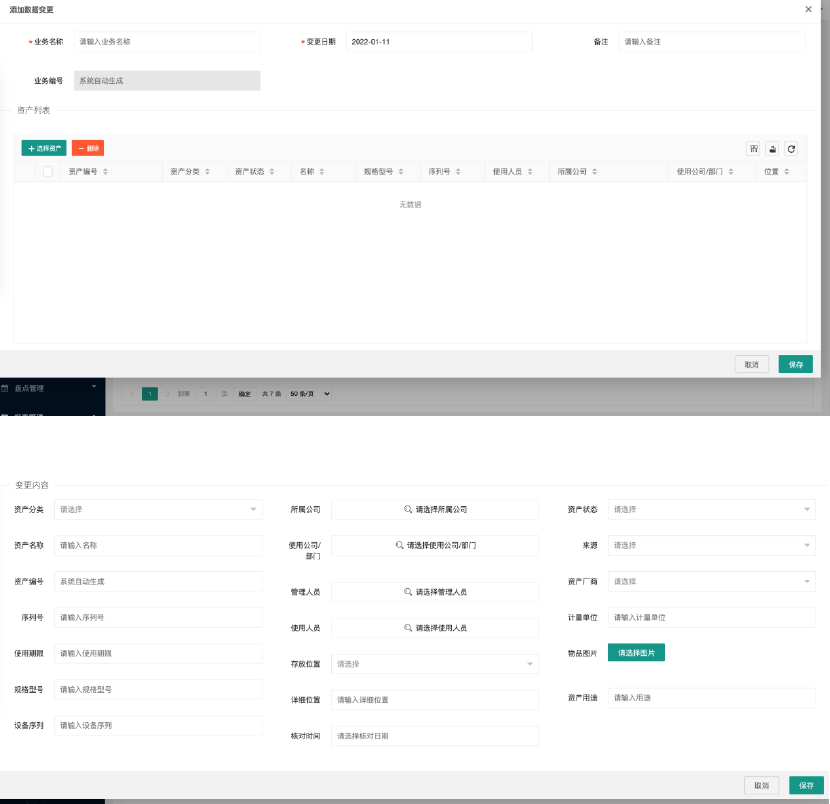 添加数据变更
*业务名称 请输入业务名称 *变更日期 2022-01-11 备注 请输入备注
业务编号 系统自动生成
资产列表
+ 选择资产 － 删除
资产编号 资产分类 资产状态 名称 规格型号 序列号 使用人员 所属公司 使用公司/部门 位置
无数据
取消 保存
盘点管理
1 到第 1 页 确定 共 7 条 50 条/页
变更内容
资产分类 请选择 所属公司 请选择所属公司 资产状态 请选择
资产名称 请输入名称 使用公司/部门 请选择使用公司/部门 来源 请选择
资产编号 系统自动生成 管理人员 请选择管理人员 资产厂商 请选择
序列号 请输入序列号 使用人员 请选择使用人员 计量单位 请输入计量单位
使用期限 请输入使用期限 存放位置 请选择 物品图片 请选择图片
规格型号 请输入规格型号 详细位置 请输入详细位置 资产用途 请输入用途
设备序列 请输入设备序列 核对时间 请选择核对日期
取消 保存